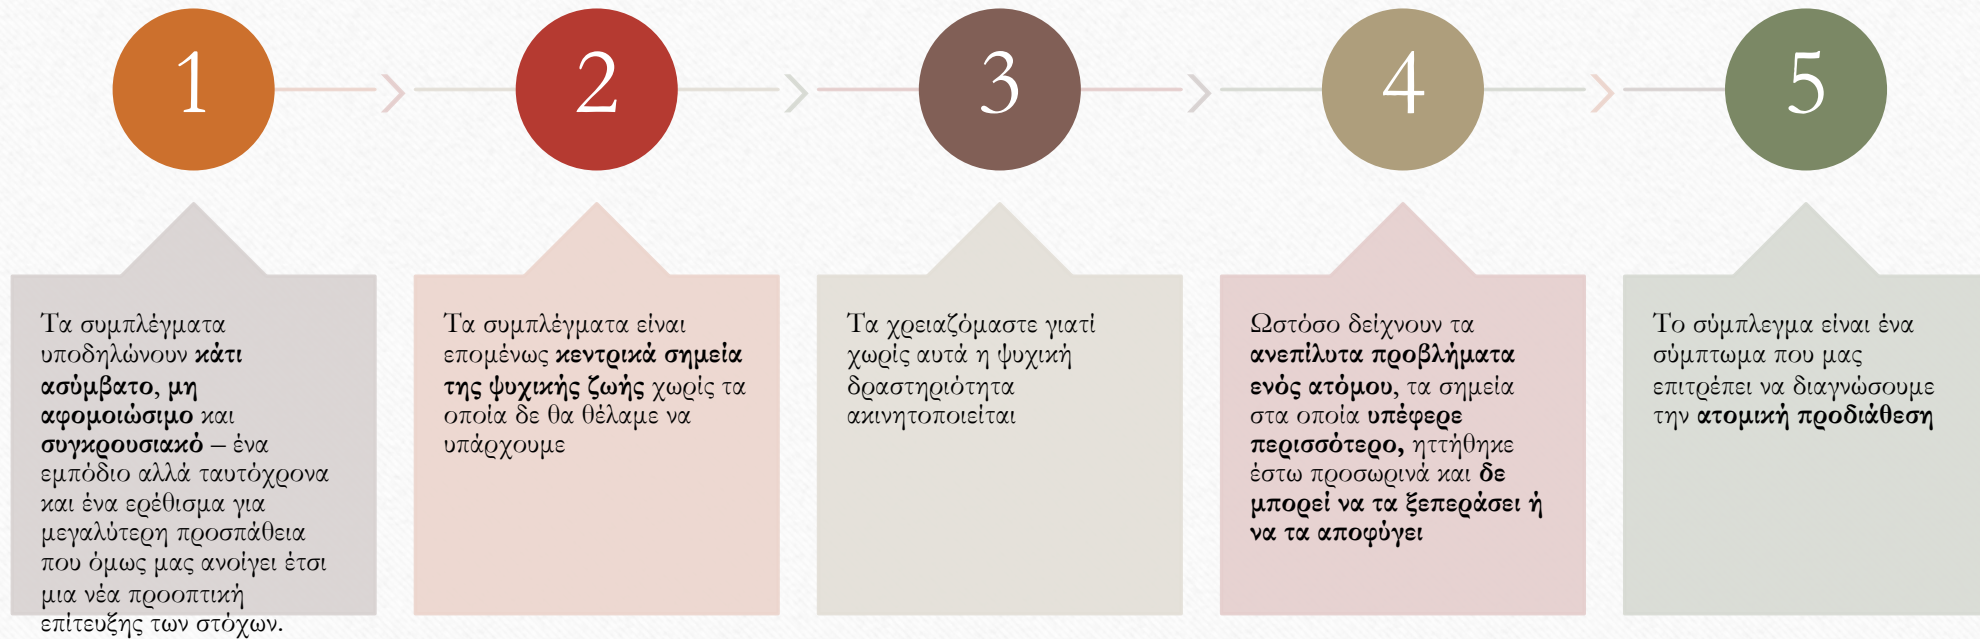 1
2
3
4
5
Τα συμπλέγματα
υποδηλώνουν κάτι
ασύμβατο, μη
αφομοιώσιμο και
συγκρουσιακό – ένα
εμπόδιο αλλά ταυτόχρονα
και ένα ερέθισμα για
μεγαλύτερη προσπάθεια
που όμως μας ανοίγει έτσι
μια νέα προοπτική
επίτευξης των στόχων.
Τα συμπλέγματα είναι
επομένως κεντρικά σημεία
της ψυχικής ζωής χωρίς τα
οποία δε θα θέλαμε να
υπάρχουμε
Τα χρειαζόμαστε γιατί
χωρίς αυτά η ψυχική
δραστηριότητα
ακινητοποιείται
Ωστόσο δείχνουν τα
ανεπίλυτα προβλήματα
ενός ατόμου, τα σημεία
στα οποία υπέφερε
περισσότερο, ηττήθηκε
έστω προσωρινά και δε
μπορεί να τα ξεπεράσει ή
να τα αποφύγει
Το σύμπλεγμα είναι ένα
σύμπτωμα που μας
επιτρέπει να διαγνώσουμε
την ατομική προδιάθεση